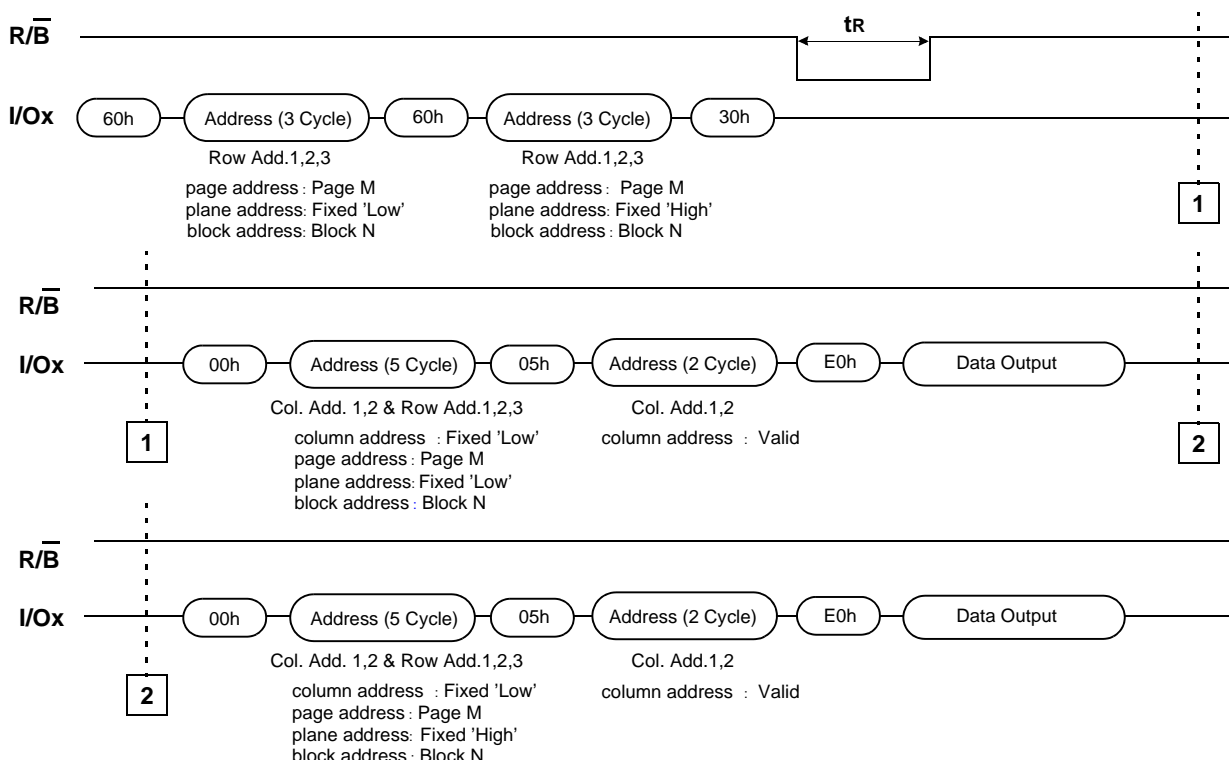 tR
R/B
I/Ox 60h Address (3 Cycle) 60h Address (3 Cycle) 30h
Row Add.1,2,3 Row Add.1,2,3
page address : Page M page address : Page M
plane address: Fixed 'Low' plane address: Fixed 'High'
block address: Block N block address : Block N
1
R/B
I/Ox 00h Address (5 Cycle) 05h Address (2 Cycle) E0h Data Output
Col. Add. 1,2 & Row Add.1,2,3 Col. Add.1,2
column address : Fixed 'Low' column address : Valid
page address : Page M
plane address: Fixed 'Low'
block address : Block N
1 2
R/B
I/Ox 00h Address (5 Cycle) 05h Address (2 Cycle) E0h Data Output
Col. Add. 1,2 & Row Add.1,2,3 Col. Add.1,2
column address : Fixed 'Low' column address : Valid
page address : Page M
plane address: Fixed 'High'
block address : Block N
2